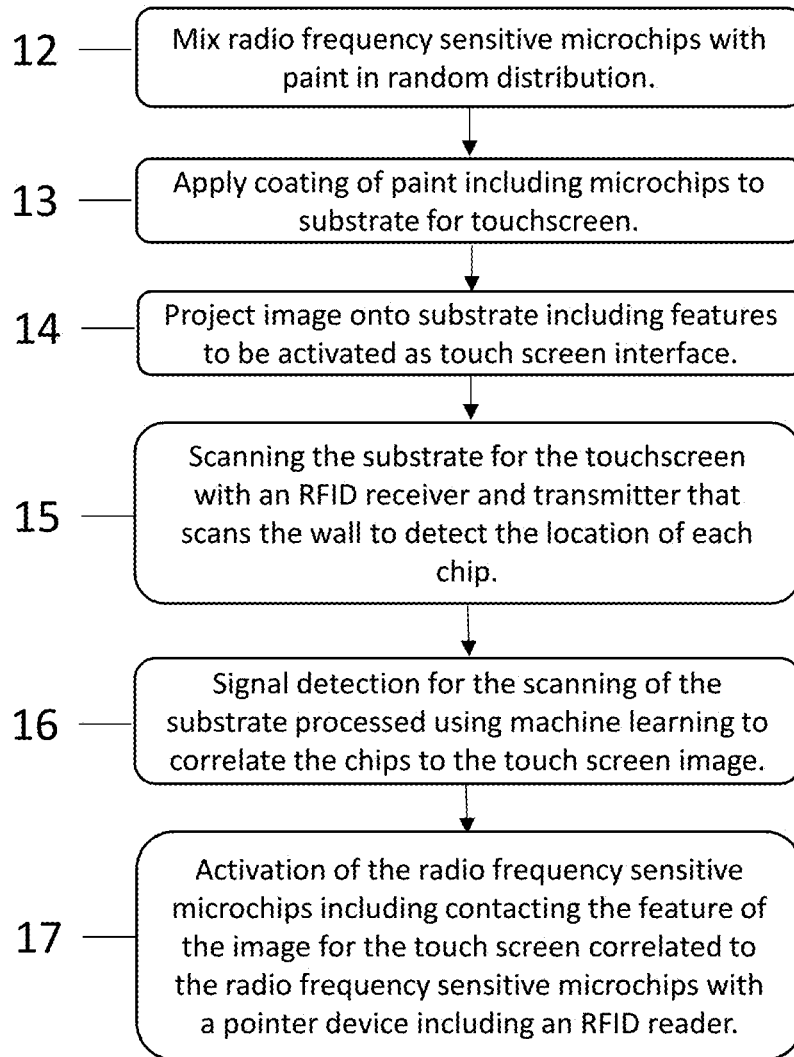 12
Mix radio frequency sensitive microchips with
paint in random distribution.
13
Apply coating of paint including microchips to
substrate for touchscreen.
14
Project image onto substrate including features
to be activated as touch screen interface.
15
Scanning the substrate for the touchscreen
with an RFID receiver and transmitter that
scans the wall to detect the location of each
chip.
16
Signal detection for the scanning of the
substrate processed using machine learning to
correlate the chips to the touch screen image.
17
Activation of the radio frequency sensitive
microchips including contacting the feature of
the image for the touch screen correlated to
the radio frequency sensitive microchips with
a pointer device including an RFID reader.